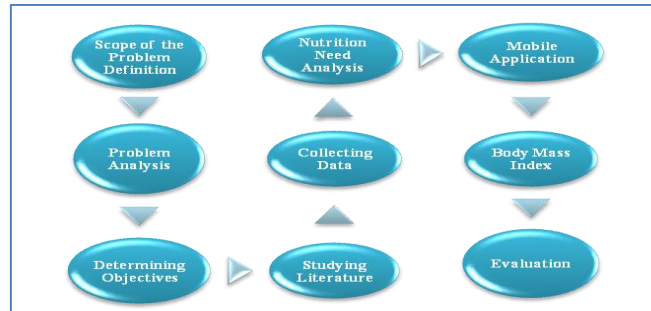 Scope of the
Problem
Definition
Problem
Analysis
Determining
Objectives
Studying
Literature
Collecting
Data
Nutrition
Need
Analysis
Mobile
Application
Body Mass
Index
Evaluation